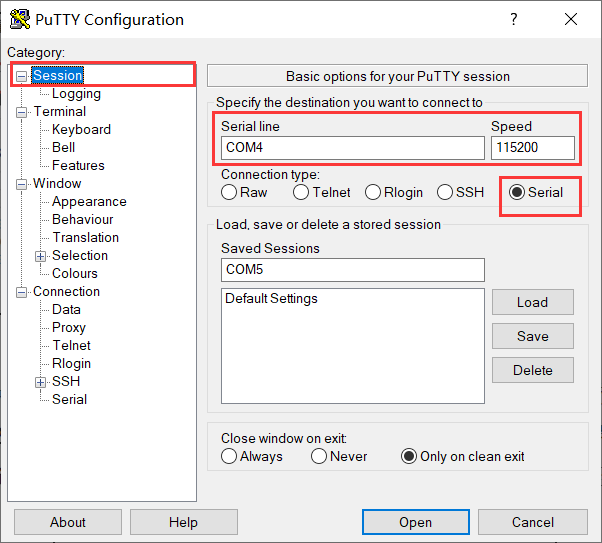 PuTTY Configuration
?
Category:
Session
Logging
Terminal
Keyboard
Bell
Features
Window
Appearance
Behaviour
Translation
Selection
Colours
Connection
Data
Proxy
Telnet
Rlogin
SSH
Serial
Basic options for your PuTTY session
Specify the destination you want to connect to
Serial line Speed
COM4 115200
Connection type:
Raw Telnet Rlogin SSH Serial
Load, save or delete a stored session
Saved Sessions
COM5
Default Settings
Load
Save
Delete
Close window on exit:
Always Never Only on clean exit
About Help Open Cancel